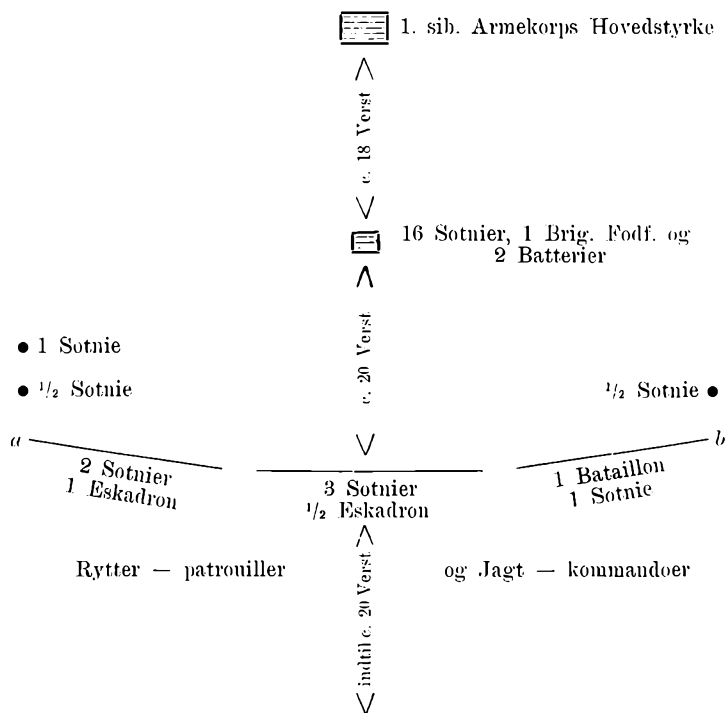 1. sib. Armekorps Hovedstyrke
c. 18 Verst
16 Sotnier, 1 Brig. Fodf. og
2 Batterier
c. 20 Verst
1 Sotnie
1/2 Sotnie
1/2 Sotnie
a
b
2 Sotnier
1 Eskadron
3 Sotnier
1/2 Eskadron
1 Bataillon
1 Sotnie
Rytter — patrouiller
og Jagt — kommandoer
indtil c. 20 Verst